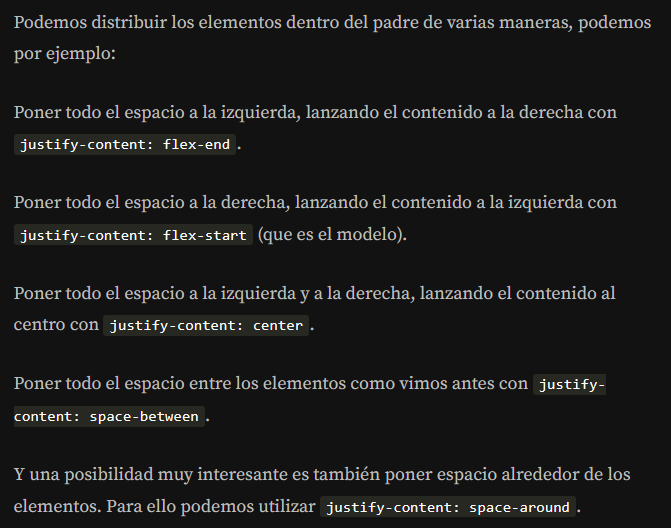 Podemos distribuir los elementos dentro del padre de varias maneras, podemos
por ejemplo:
Poner todo el espacio a la izquierda, lanzando el contenido a la derecha con
justify-content: flex-end.
Poner todo el espacio a la derecha, lanzando el contenido a la izquierda con
justify-content: flex-start (que es el modelo).
Poner todo el espacio a la izquierda y a la derecha, lanzando el contenido al
centro con justify-content: center.
Poner todo el espacio entre los elementos como vimos antes con justify-
content: space-between.
Y una posibilidad muy interesante es también poner espacio alrededor de los
elementos. Para ello podemos utilizar justify-content: space-around.